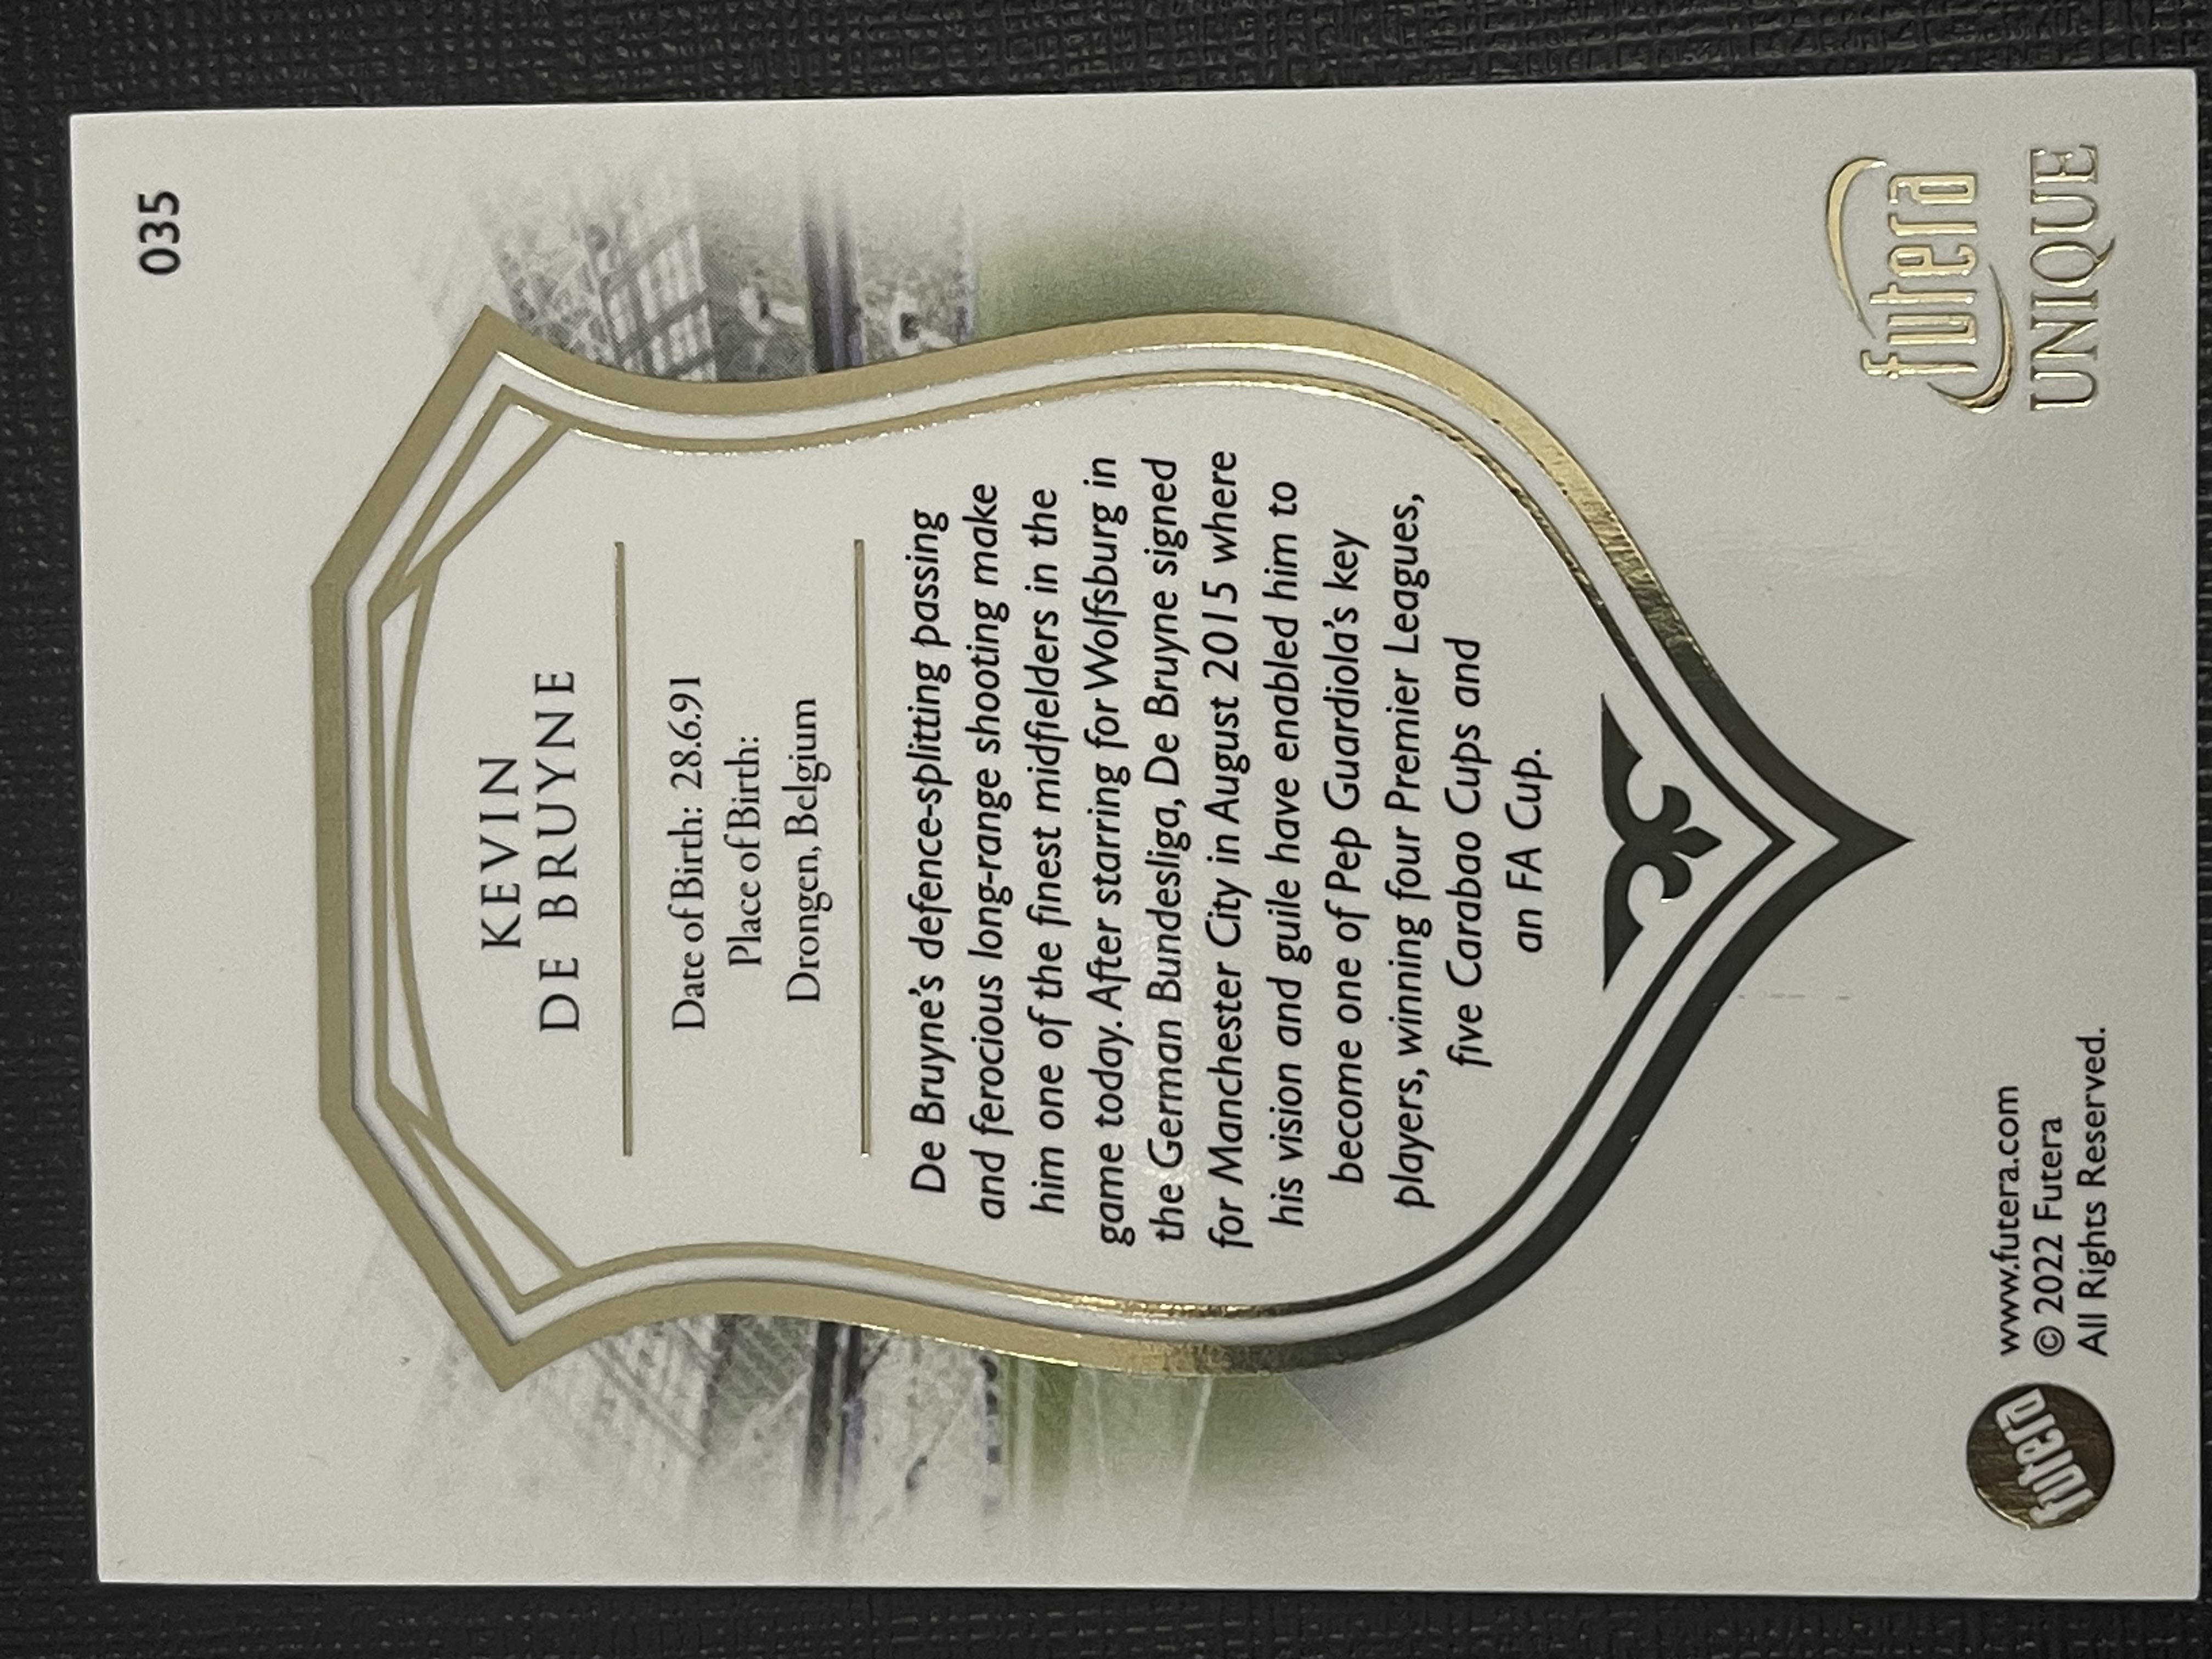 035
KEVIN
DE BRUYNE
Date of Birth: 28.6.91
Place of Birth:
Drongen, Belgium
De Bruyne's defence-splitting passing
and ferocious long-range shooting make
him one of the finest midfielders in the
game today. After starring for Wolfsburg in
the German Bundesliga, De Bruyne signed
for Manchester City in August 2015 where
his vision and guile have enabled him to
become one of Pep Guardiola's key
players, winning four Premier Leagues,
five Carabao Cups and
an FA Cup.
futera
www.futera.com
© 2022 Futera
All Rights Reserved.
futera
UNIQUE